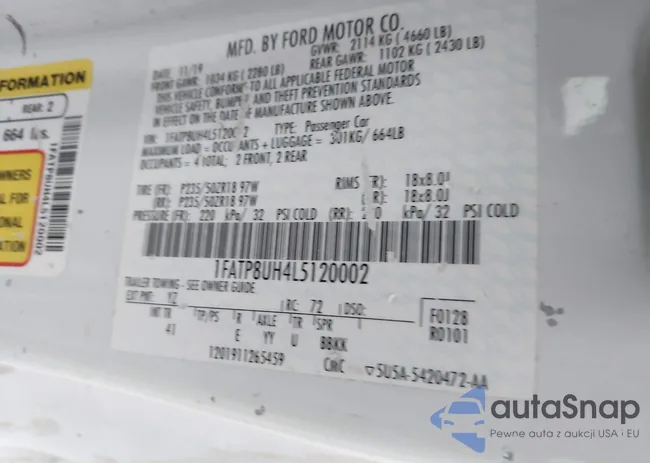 FORMATION
REAR: 2
664 lbs.
1FATP8UH4L5120002
OWNERS
MFD. BY FORD MOTOR CO.
DATE: 11/19 GVWR: 2114 KG ( 4660 LB)
FRONT GAWR: 1034 KG ( 2280 LB) REAR GAWR: 1102 KG ( 2430 LB)
THIS VEHICLE CONFORMS TO ALL APPLICABLE FEDERAL MOTOR
VEHICLE SAFETY, BUMPER AND THEFT PREVENTION STANDARDS
IN EFFECT ON THE DATE OF MANUFACTURE SHOWN ABOVE.
VIN: 1FATP8UH4L5120002 TYPE: Passenger Car
MAXIMUM LOAD = OCCUPANTS + LUGGAGE = 301KG/ 664LB
OCCUPANTS = 4 TOTAL: 2 FRONT, 2 REAR
TIRE (FR): P235/50ZR18 97W RIMS (FR): 18x8.0J
(RR): P235/50ZR18 97W (RR): 18x8.0J
PRESSURE (FR): 220 kPa/ 32 PSI COLD (RR): kPa/ 32 PSI COLD
1FATP8UH4L5120002
TRAILER TOWING - SEE OWNER GUIDE.
EXT PNT: YZ RC: 72 DSO: F0128
INT TR TP/PS R AXLE TR SPR R0101
41 E YY U BBKK
1201911265459 5U5A-5420472-AA
autaSnap
Pewne auta z aukcji USA i EU